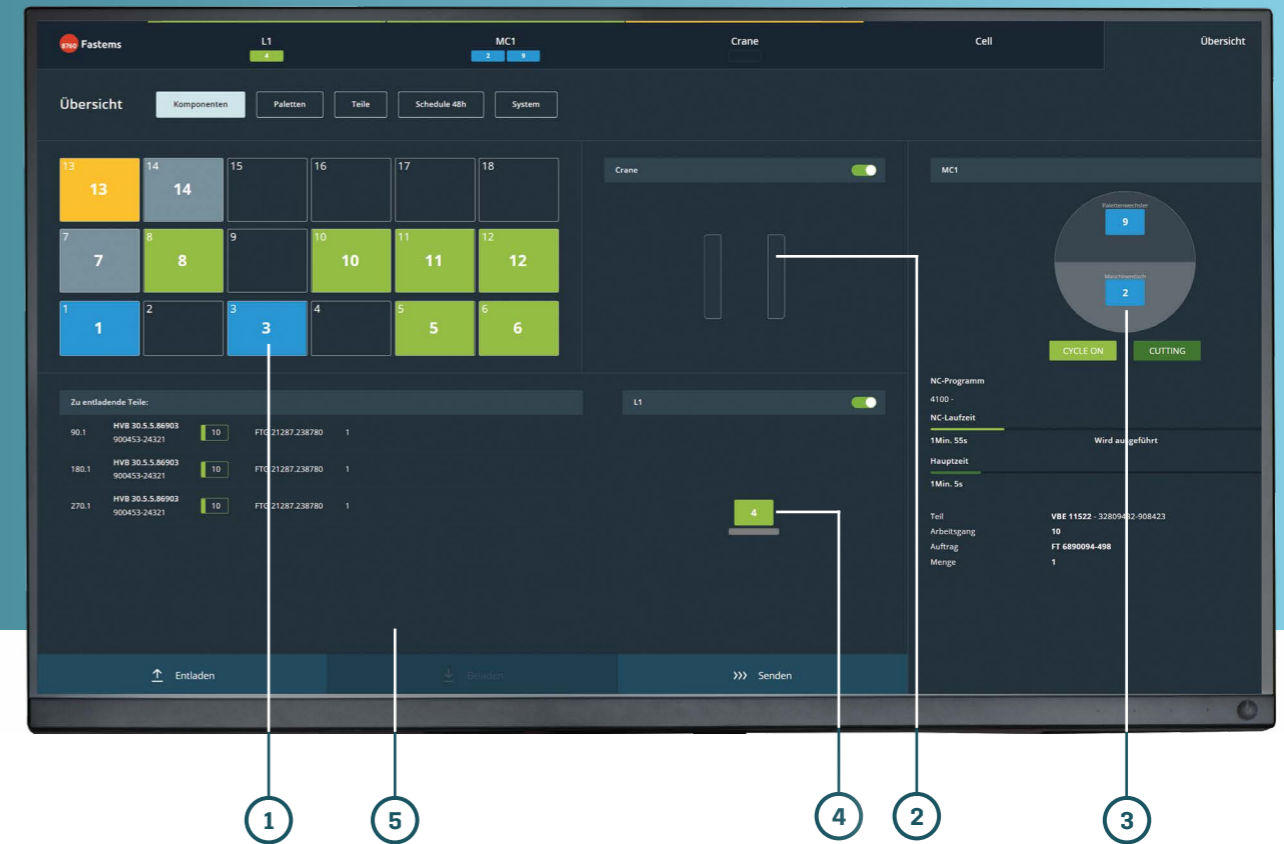 8760 Fastems
L1
4
MC1
2 9
Crane
Cell
Übersicht
Übersicht
Komponenten
Paletten
Teile
Schedule 48h
System
13
13
14
14
15
16
17
18
7
7
8
8
9
10
10
11
11
12
12
1
1
2
3
3
4
5
5
6
6
Crane
MC1
Palettenwechsler
9
Maschinentisch
2
CYCLE ON
CUTTING
NC-Programm
4100 -
NC-Laufzeit
1Min. 55s Wird ausgeführt
Hauptzeit
1Min. 5s
Teil VBE 11522 - 32809432-908423
Arbeitsgang 10
Auftrag FT 6890094-498
Menge 1
Zu entladende Teile:
90.1 HVB 30.5.5.86903 10 FTG 21287.238780 1
900453-24321
180.1 HVB 30.5.5.86903 10 FTG 21287.238780 1
900453-24321
270.1 HVB 30.5.5.86903 10 FTG 21287.238780 1
900453-24321
L1
4
Entladen
Beladen
Senden
1
5
4
2
3